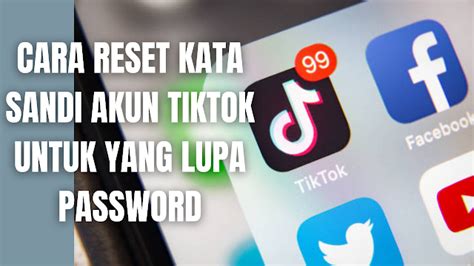 CARA RESET KATA
SANDI AKUN TIKTOK
UNTUK YANG LUPA
PASSWORD
99
TikTok
Facebook